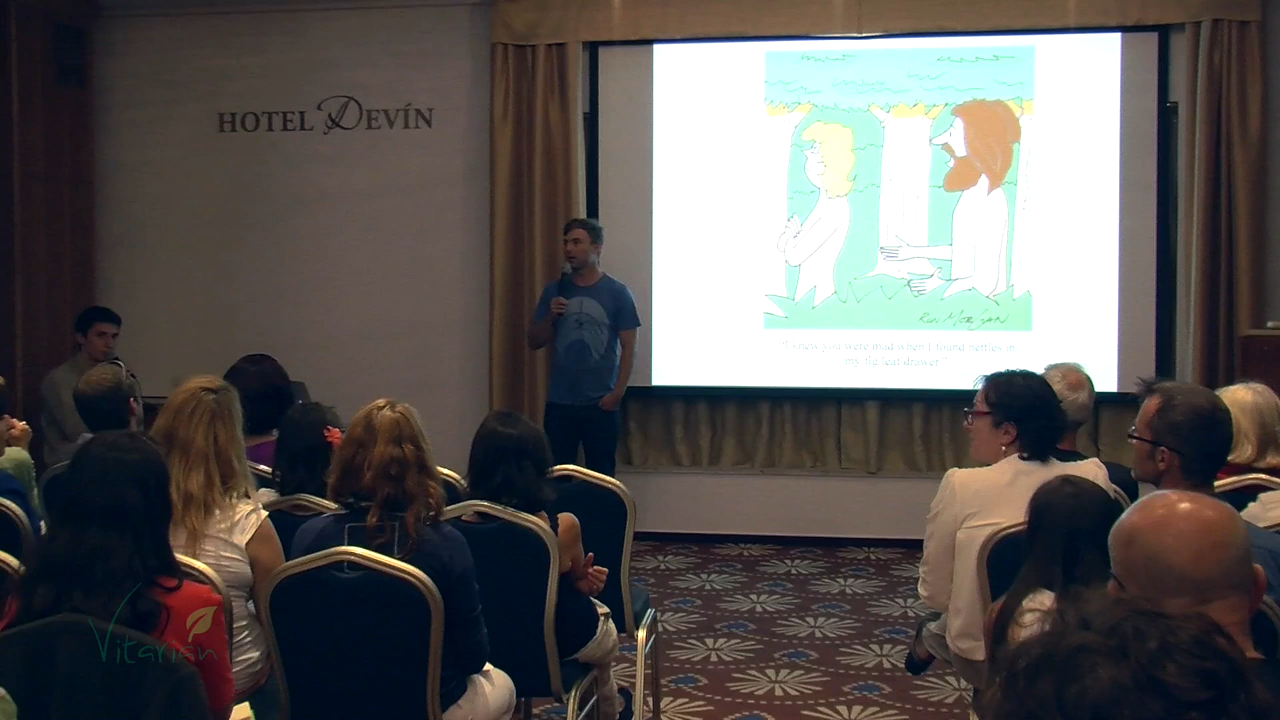 HOTEL DEVÍN
RON MORGAN
"I knew you were mad when I found nettles in
my fig leaf drawer."
Vitarian